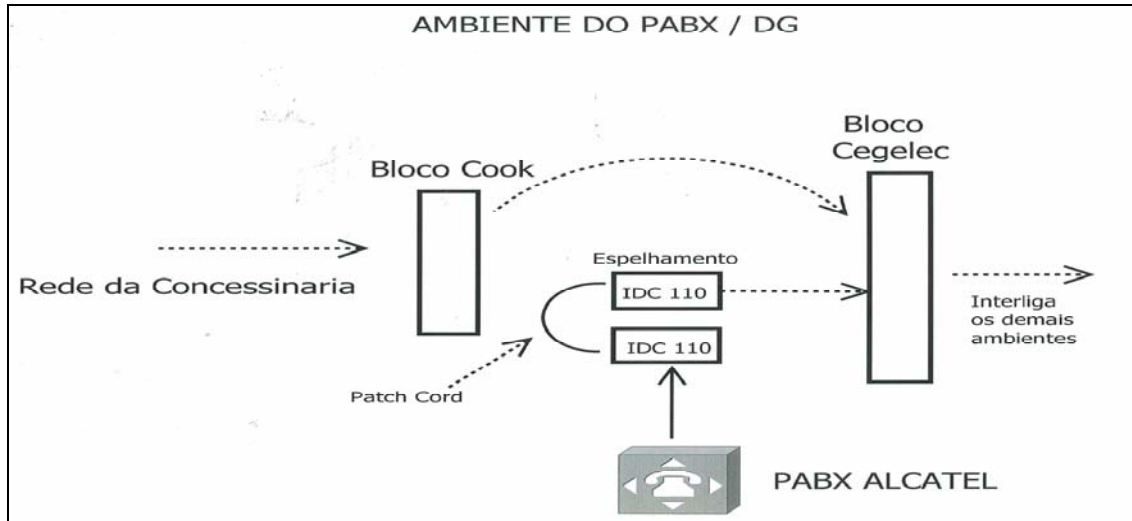 AMBIENTE DO PABX / DG
Bloco
Cegelec
Bloco Cook
Rede da Concessinaria
Espelhamento
IDC 110
IDC 110
Interliga
os demais
ambientes
Patch Cord
PABX ALCATEL